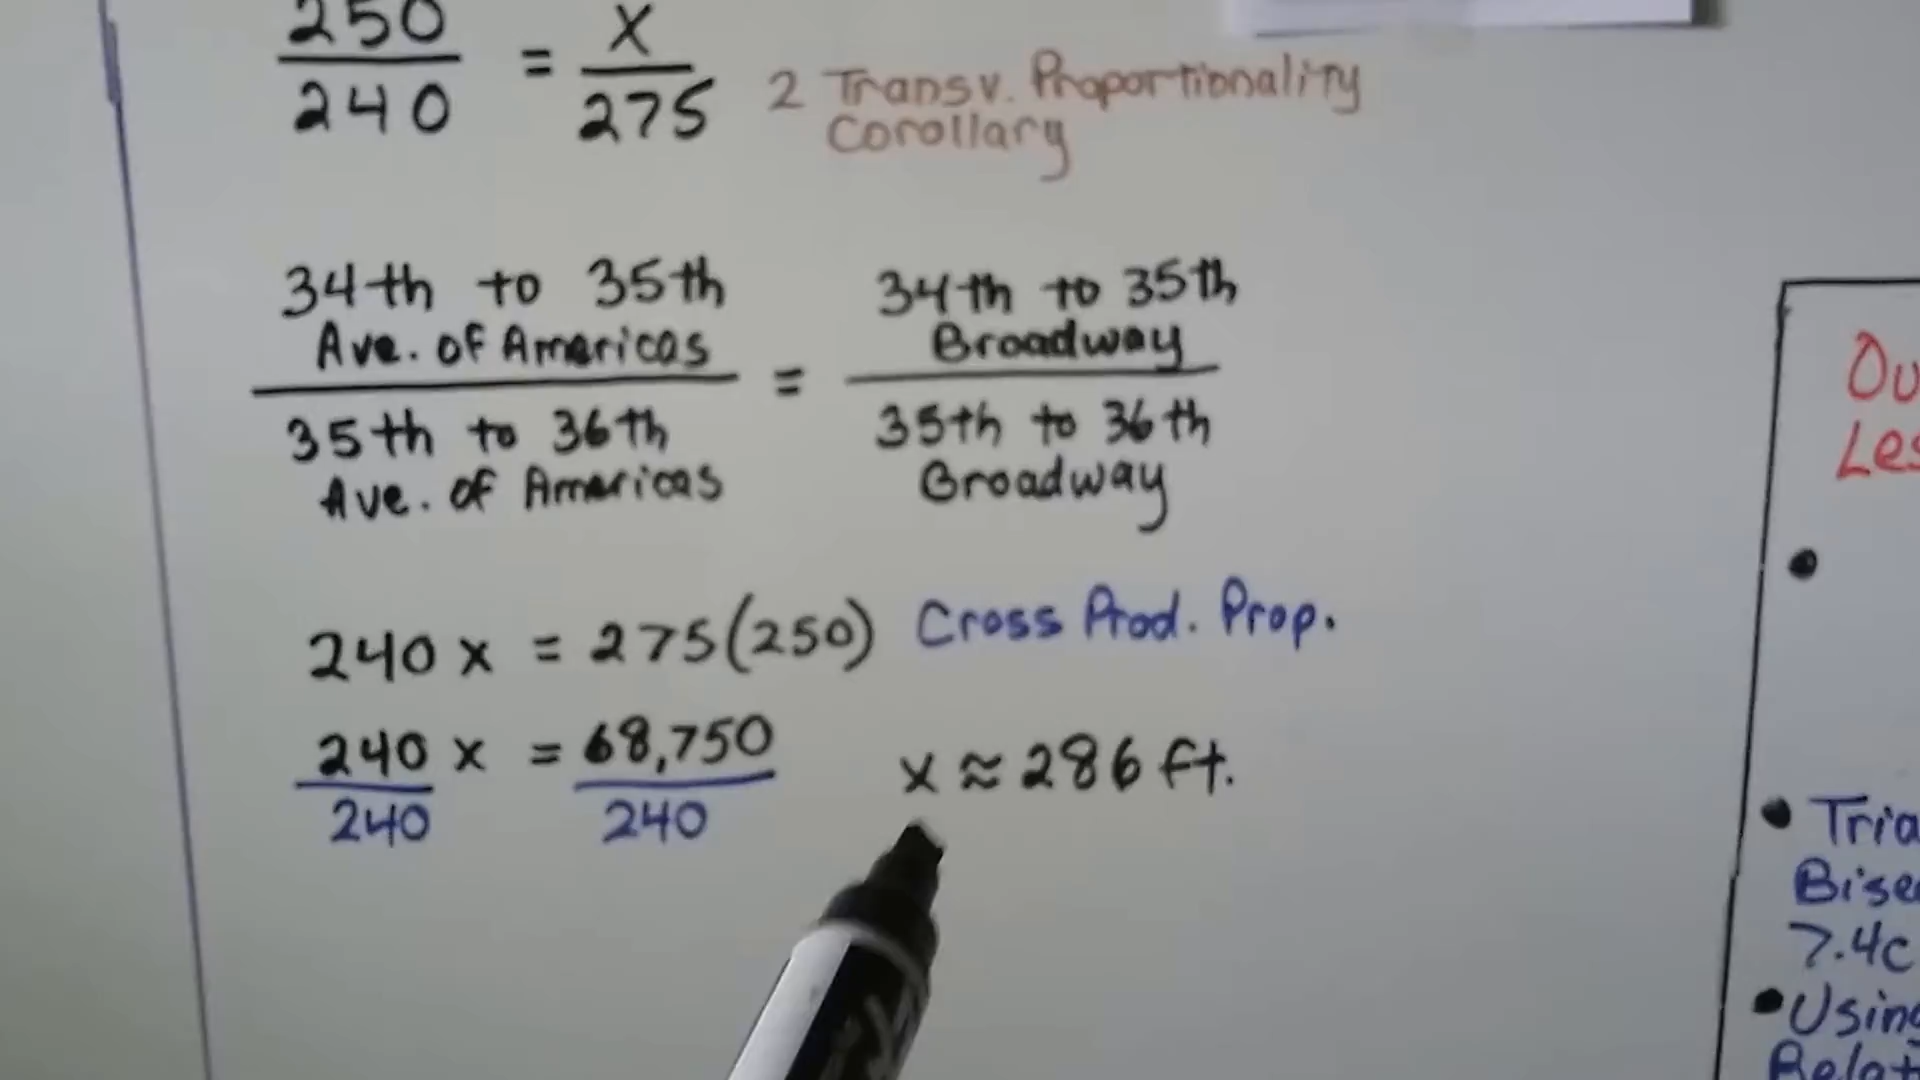 250
240
=
x
275
2 Transv. Proportionality
Corollary
34th to 35th
Ave. of Americas
35th to 36th
Ave. of Americas
=
34th to 35th
Broadway
35th to 36th
Broadway
240 x = 275(250) Cross Prod. Prop.
240 x = 68,750
240 240
x ≈ 286 ft.
Ou
Les
• Tria
Bise
7.4c
• Using
Relat